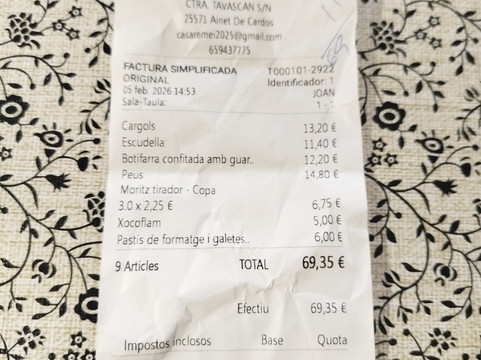 CTRA. TAVASCAN S/N
25571 Ainet De Cardos
casaremei2025@gmail.com
659437775
FACTURA SIMPLIFICADA T000101-2922
ORIGINAL Identificador: 1
05 feb. 2026 14:53 JOAN
Sala-Taula: 1 - 1
Cargols 13,20 €
Escudella 11,40 €
Botifarra confitada amb guar.. 12,20 €
Peus 14,80 €
Moritz tirador - Copa
3.0 x 2,25 € 6,75 €
Xocoflam 5,00 €
Pastís de formatge i galetes.. 6,00 €
9 Articles TOTAL 69,35 €
Efectiu 69,35 €
Impostos inclosos Base Quota